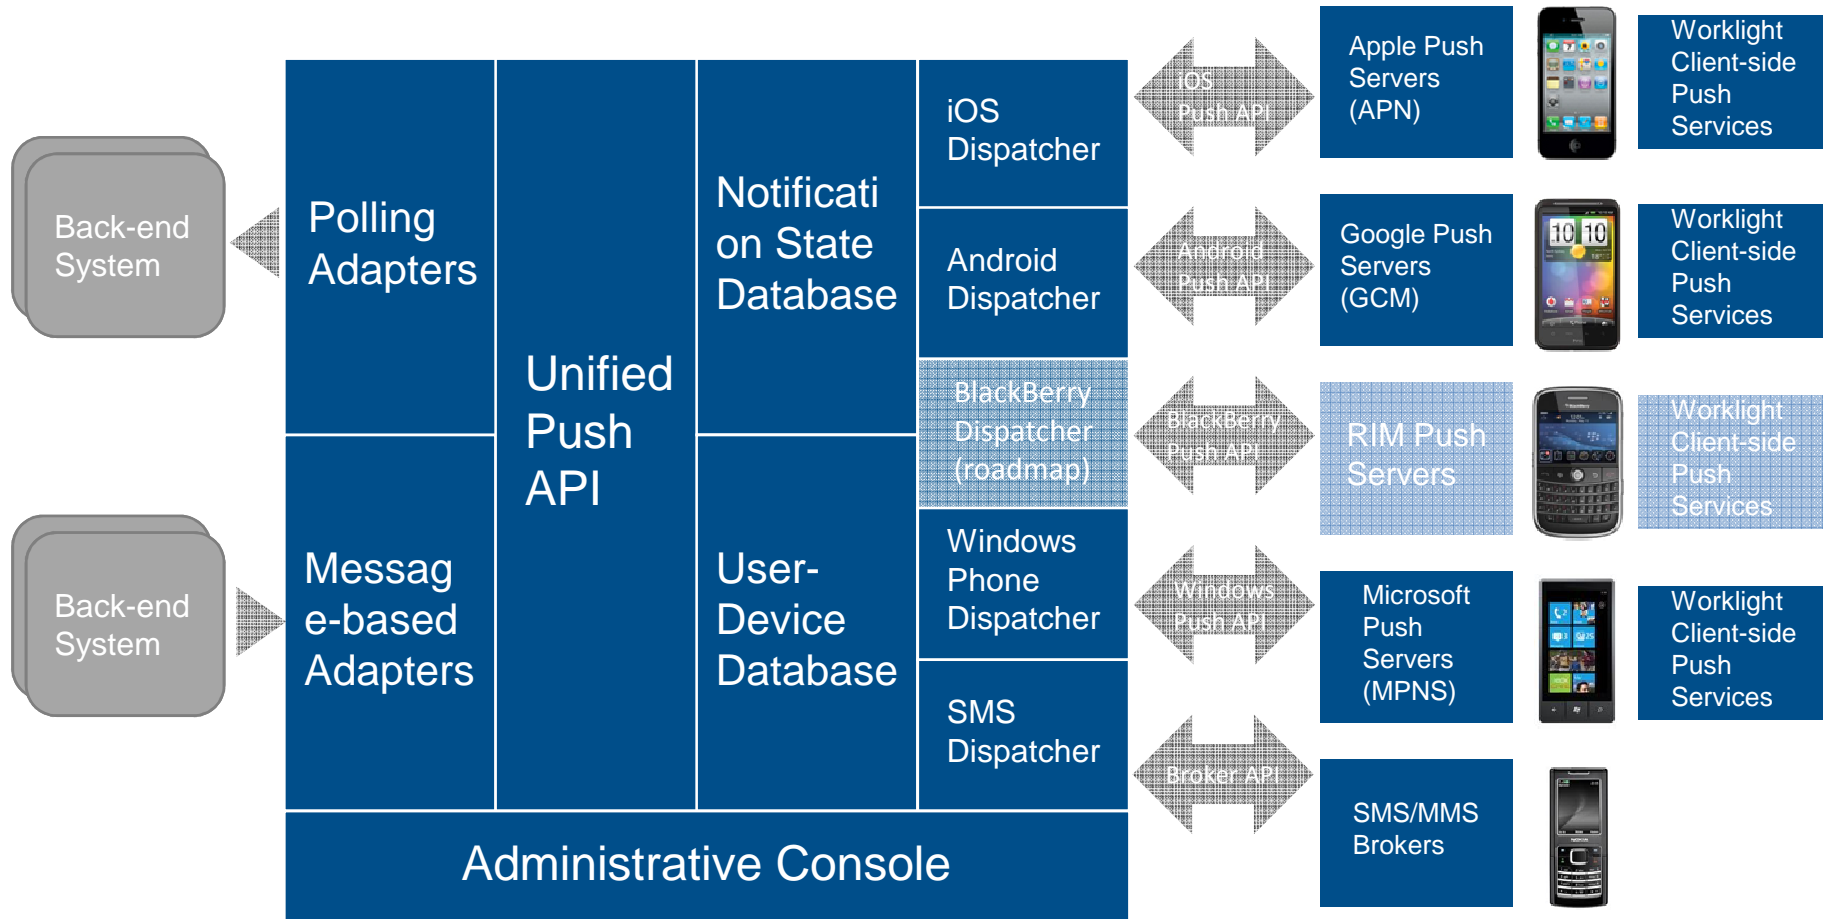 Back-end
System
Back-end
System
Polling
Adapters
Messag
e-based
Adapters
Unified
Push
API
Notificati
on State
Database
User-
Device
Database
iOS
Dispatcher
Android
Dispatcher
BlackBerry
Dispatcher
(roadmap)
Windows
Phone
Dispatcher
SMS
Dispatcher
Administrative Console
iOS
Push API
Android
Push API
BlackBerry
Push API
Windows
Push API
Broker API
Apple Push
Servers
(APN)
Google Push
Servers
(GCM)
RIM Push
Servers
Microsoft
Push
Servers
(MPNS)
SMS/MMS
Brokers
10 10
Worklight
Client-side
Push
Services
Worklight
Client-side
Push
Services
Worklight
Client-side
Push
Services
Worklight
Client-side
Push
Services